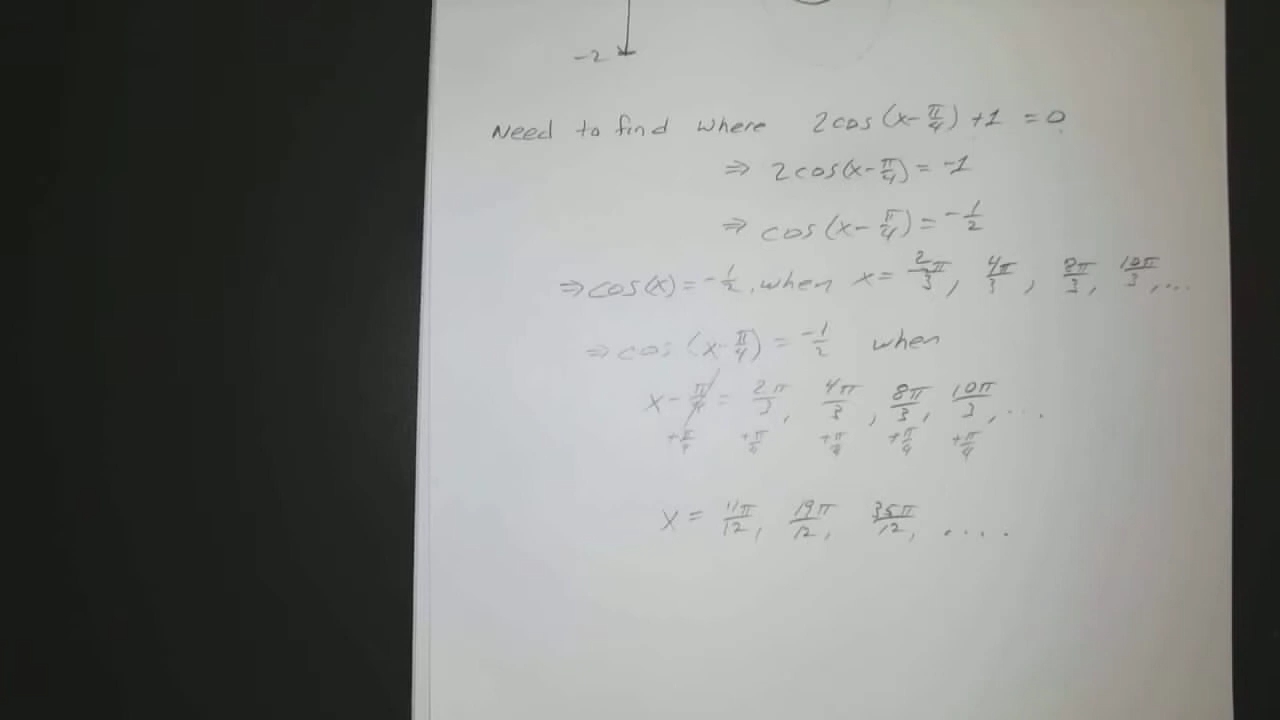 -2
Need to find where 2cos(x-π/4)+1 = 0
⇒ 2cos(x-π/4) = -1
⇒ cos(x-π/4) = -1/2
⇒ cos(x) = -1/2, when x = 2π/3, 4π/3, 8π/3, 10π/3, ...
⇒ cos(x-π/4) = -1/2 when
x-π/4 = 2π/3, 4π/3, 8π/3, 10π/3, ...
+π/4 +π/4 +π/4 +π/4 +π/4
x = 11π/12, 19π/12, 35π/12, ....